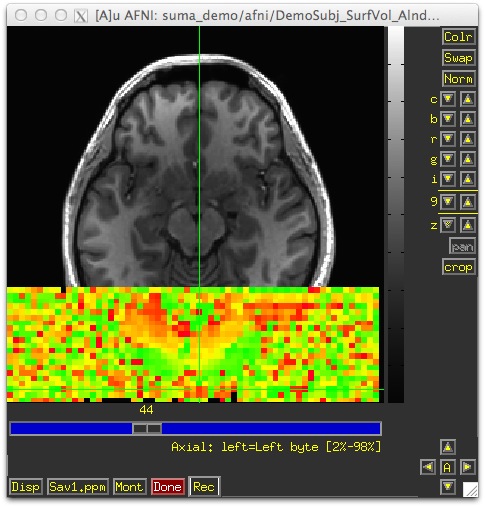 [A]u AFNI: suma_demo/afni/DemoSubj_SurfVol_Alnd...
Colr
Swap
Norm
c
b
r
g
i
9
z
pan
crop
44
Axial: left=Left byte [2%-98%]
A
Disp Sav1.ppm Mont Done Rec